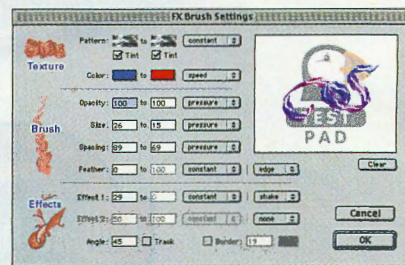 FX Brush Settings
Pattern: to constant
Tint Tint
Texture
Color: to speed
Opacity: 100 to 100 pressure
Brush
Size: 26 to 15 pressure
Spacing: 89 to 69 pressure
Feather: 0 to 100 constant edge
Effects
Effect 1: 29 to constant shake
Effect 2: 50 to 100 constant none
Angle: 45 Track Border: 19
TEST
PAD
Clear
Cancel
OK